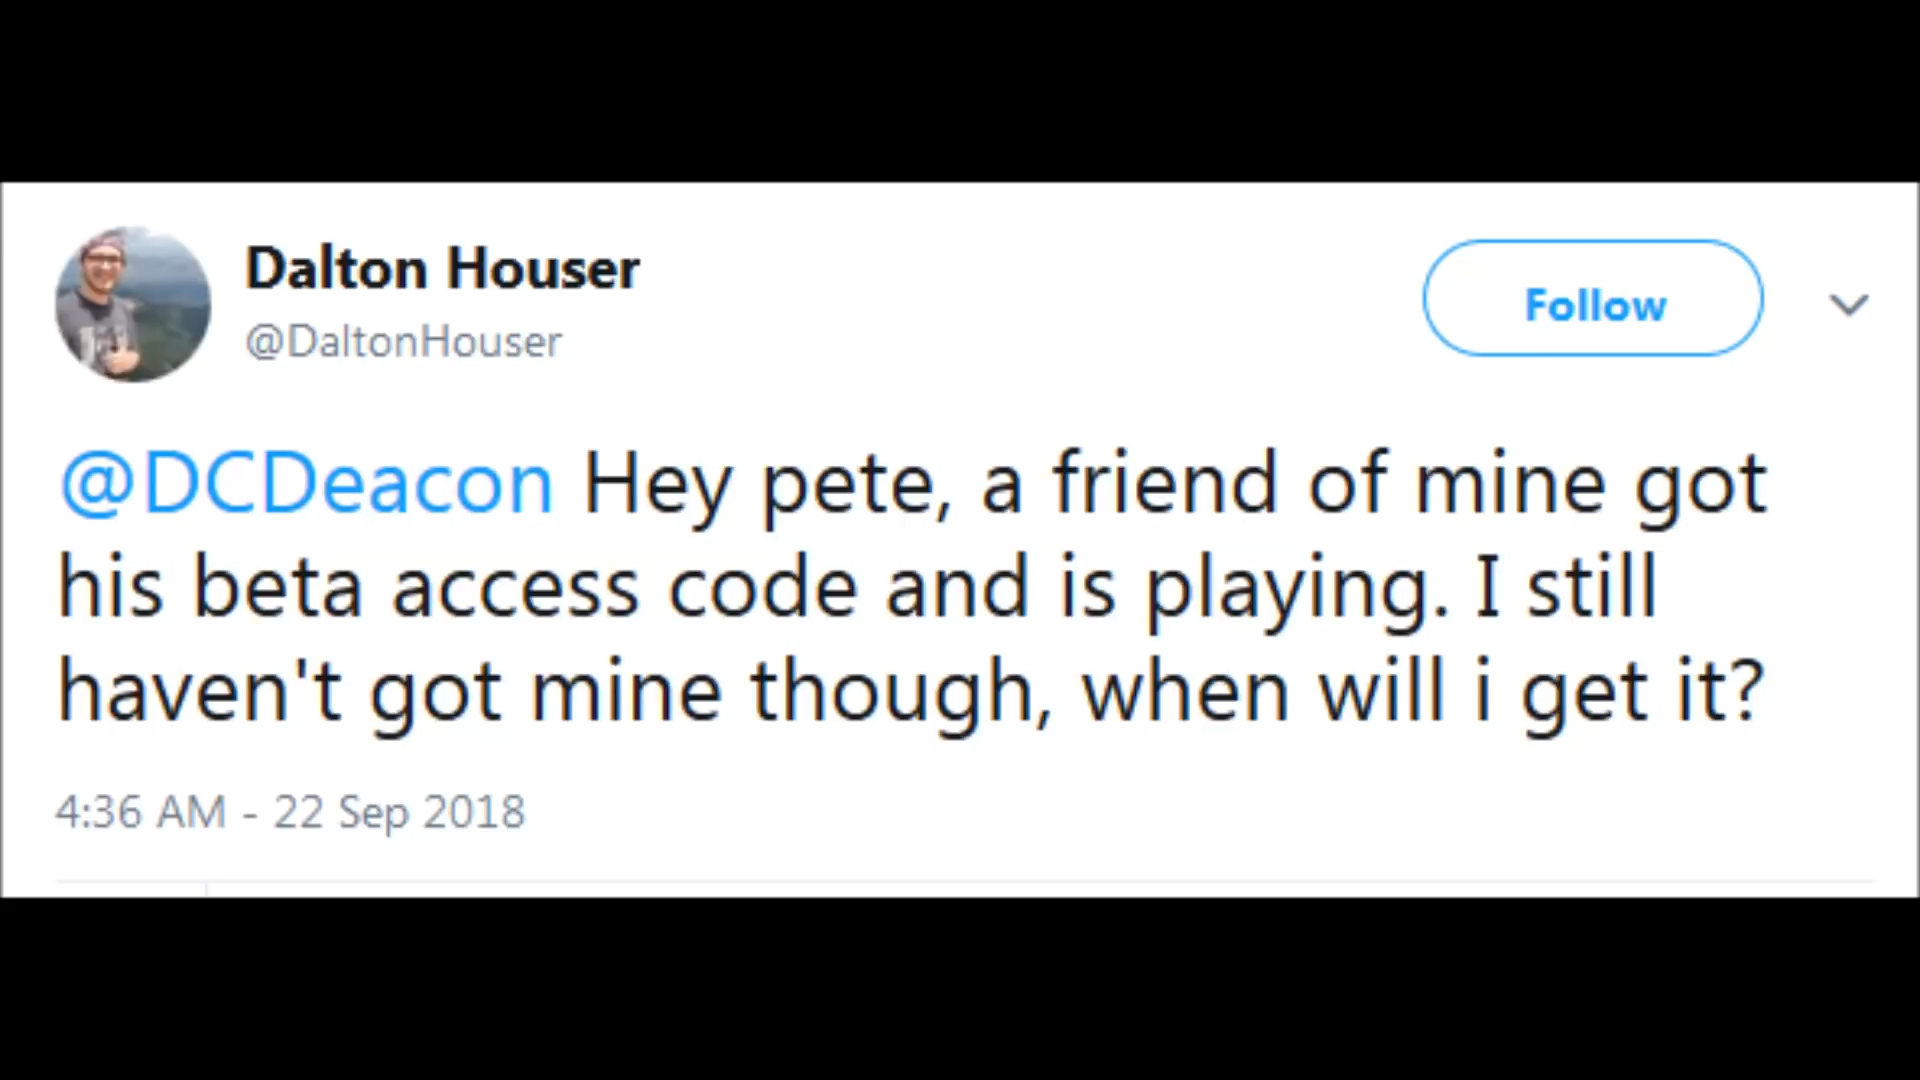 Dalton Houser
@DaltonHouser
Follow
@DCDeacon Hey pete, a friend of mine got
his beta access code and is playing. I still
haven't got mine though, when will i get it?
4:36 AM - 22 Sep 2018